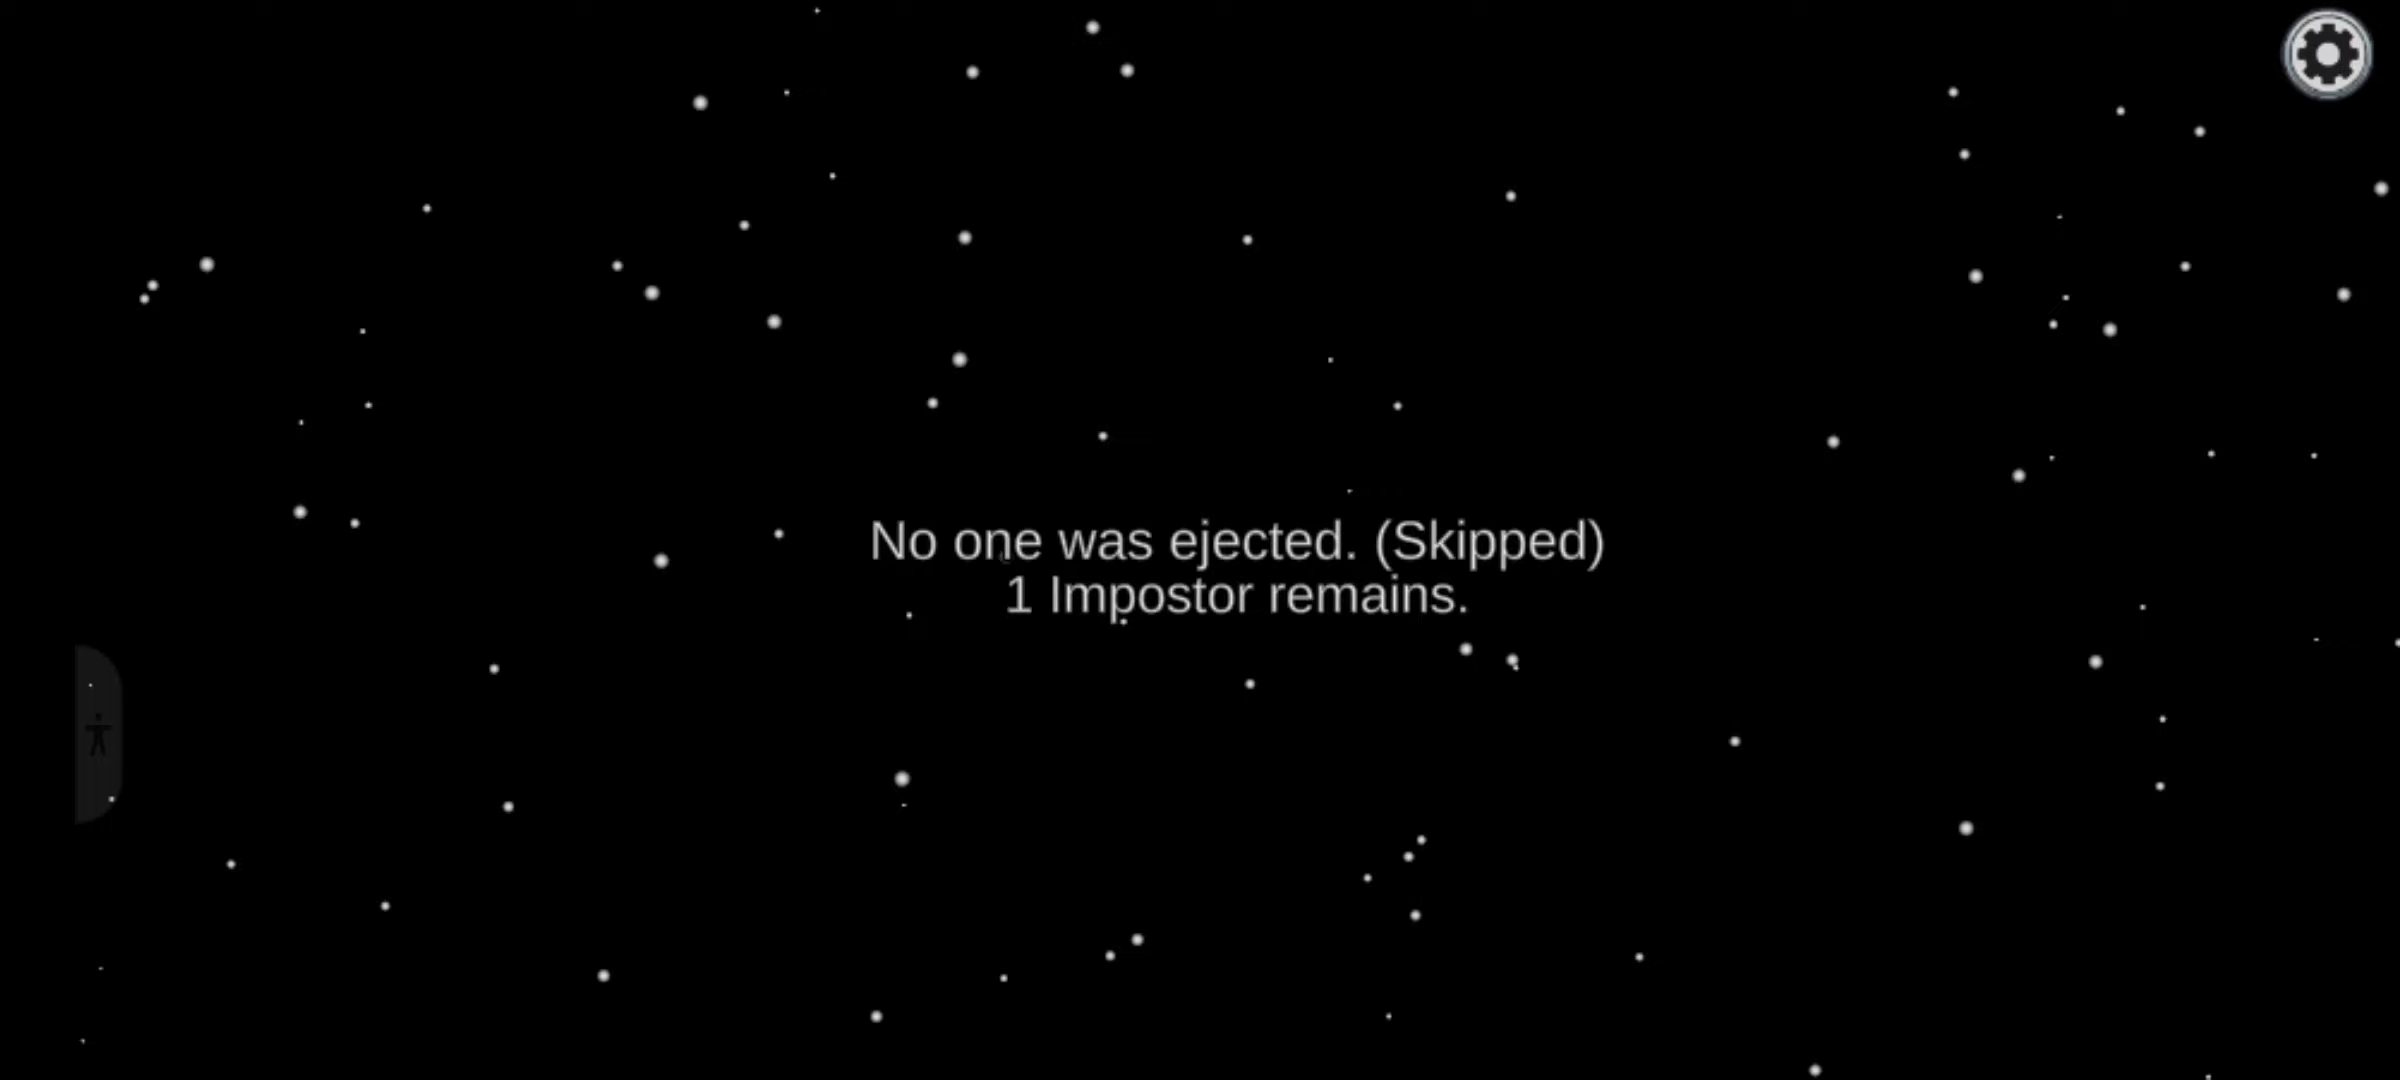 No one was ejected. (Skipped)
1 Impostor remains.